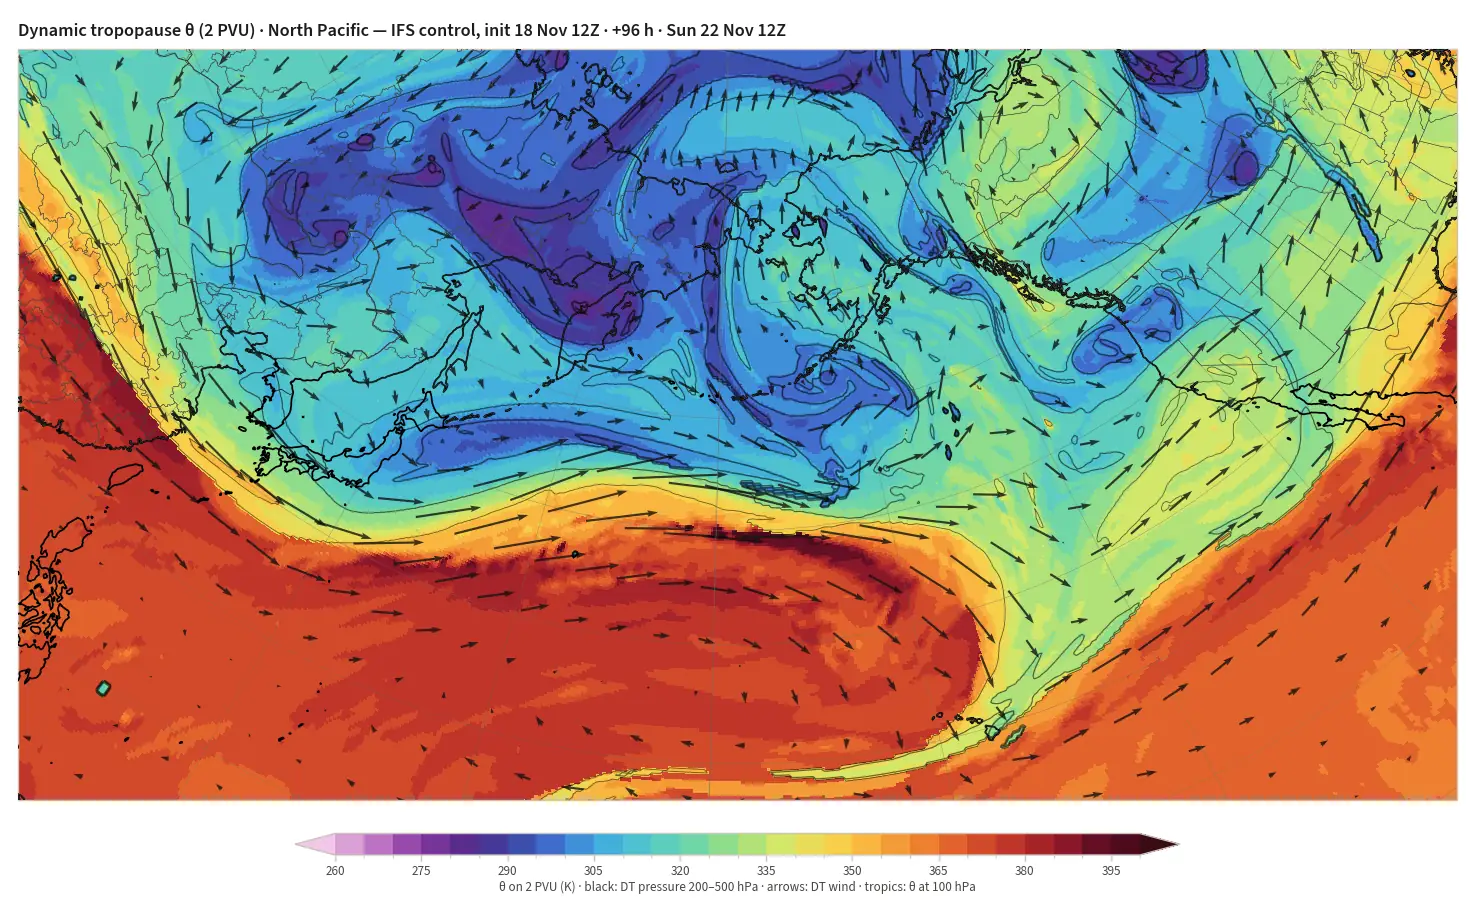 Dynamic tropopause θ (2 PVU) · North Pacific — IFS control, init 18 Nov 12Z · +96 h · Sun 22 Nov 12Z
260 275 290 305 320 335 350 365 380 395
θ on 2 PVU (K) · black: DT pressure 200–500 hPa · arrows: DT wind · tropics: θ at 100 hPa